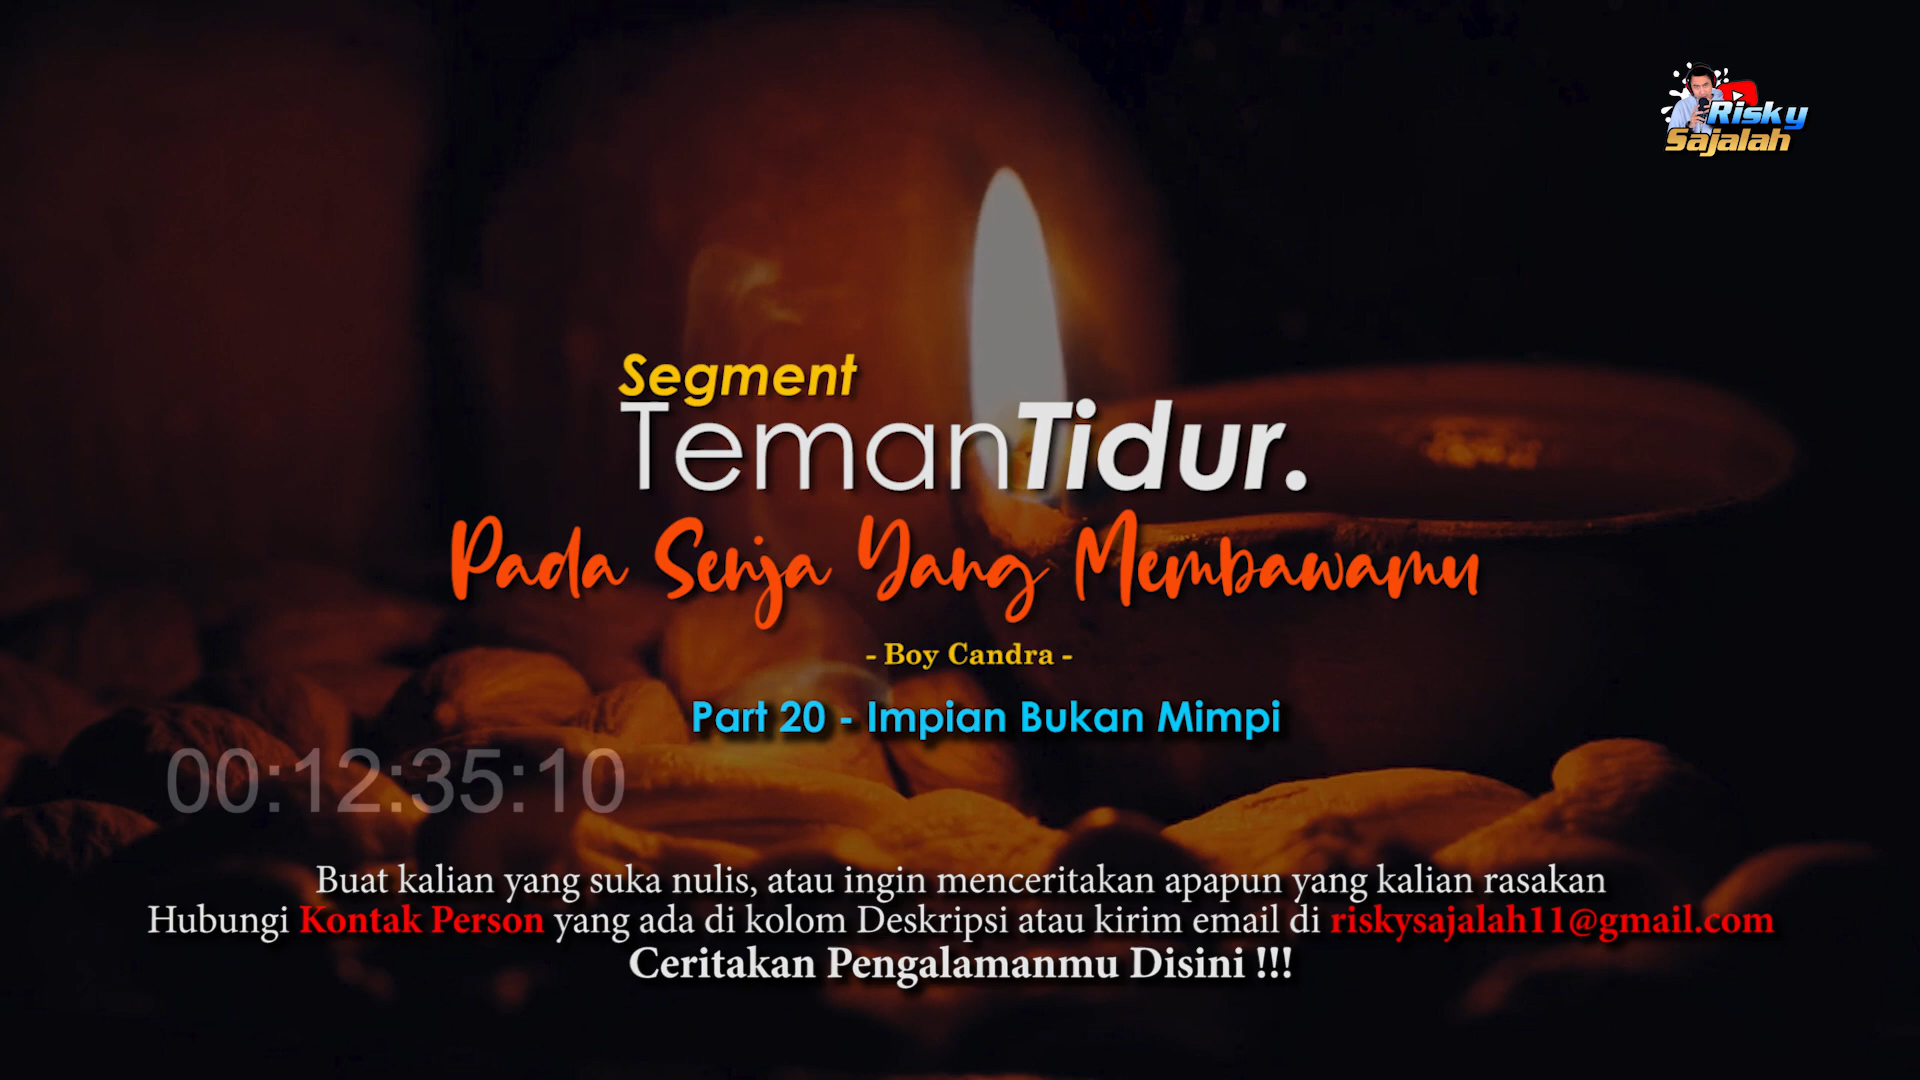 Risky
Sajalah
Segment
TemanTidur.
Pada Senja Yang Membawamu
- Boy Candra -
Part 20 - Impian Bukan Mimpi
00:12:35:10
Buat kalian yang suka nulis, atau ingin menceritakan apapun yang kalian rasakan
Hubungi Kontak Person yang ada di kolom Deskripsi atau kirim email di riskysajalah11@gmail.com
Ceritakan Pengalamanmu Disini !!!